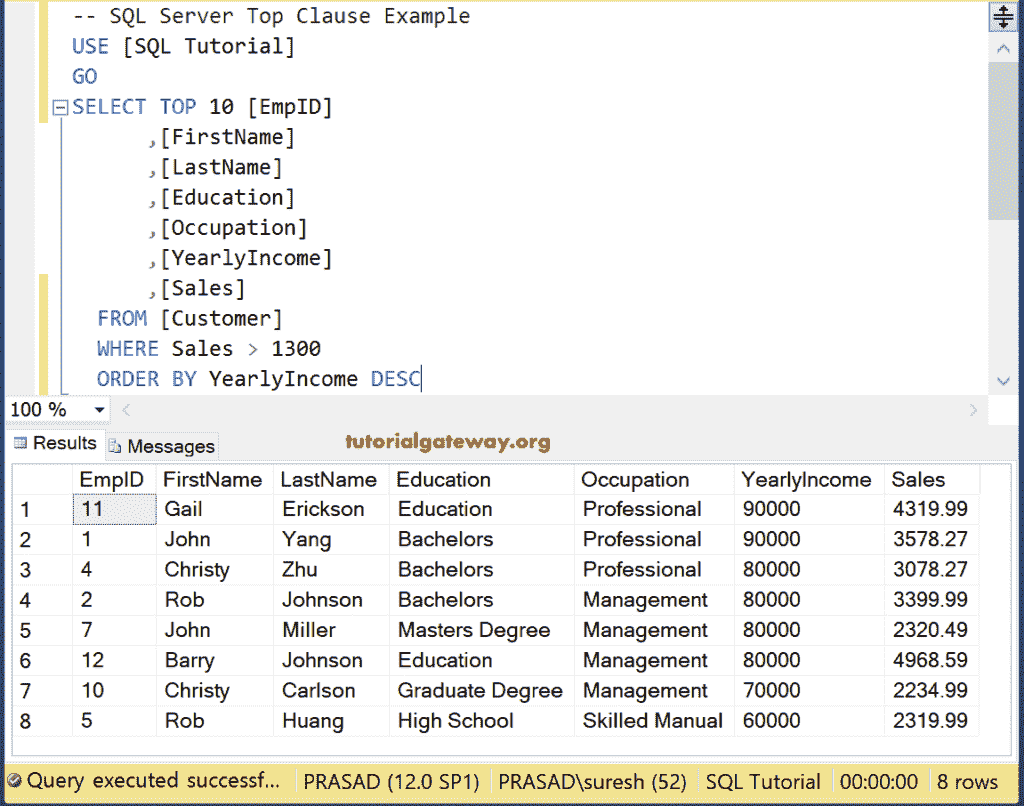 -- SQL Server Top Clause Example
USE [SQL Tutorial]
GO
SELECT TOP 10 [EmpID]
,[FirstName]
,[LastName]
,[Education]
,[Occupation]
,[YearlyIncome]
,[Sales]
FROM [Customer]
WHERE Sales > 1300
ORDER BY YearlyIncome DESC
100 %
Results Messages tutorialgateway.org
EmpID FirstName LastName Education Occupation YearlyIncome Sales
1 11 Gail Erickson Education Professional 90000 4319.99
2 1 John Yang Bachelors Professional 90000 3578.27
3 4 Christy Zhu Bachelors Professional 80000 3078.27
4 2 Rob Johnson Bachelors Management 80000 3399.99
5 7 John Miller Masters Degree Management 80000 2320.49
6 12 Barry Johnson Education Management 80000 4968.59
7 10 Christy Carlson Graduate Degree Management 70000 2234.99
8 5 Rob Huang High School Skilled Manual 60000 2319.99
Query executed successf... PRASAD (12.0 SP1) PRASAD\suresh (52) SQL Tutorial 00:00:00 8 rows